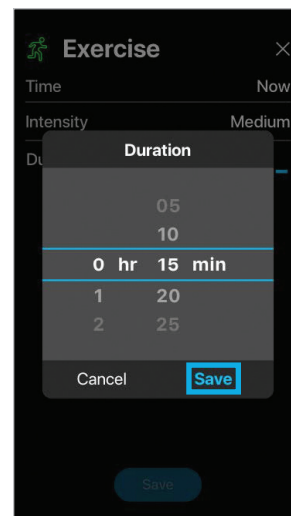 Exercise ×
Time Now
Intensity Medium
Du
Duration
05
10
0 hr 15 min
1 20
2 25
Cancel Save
Save